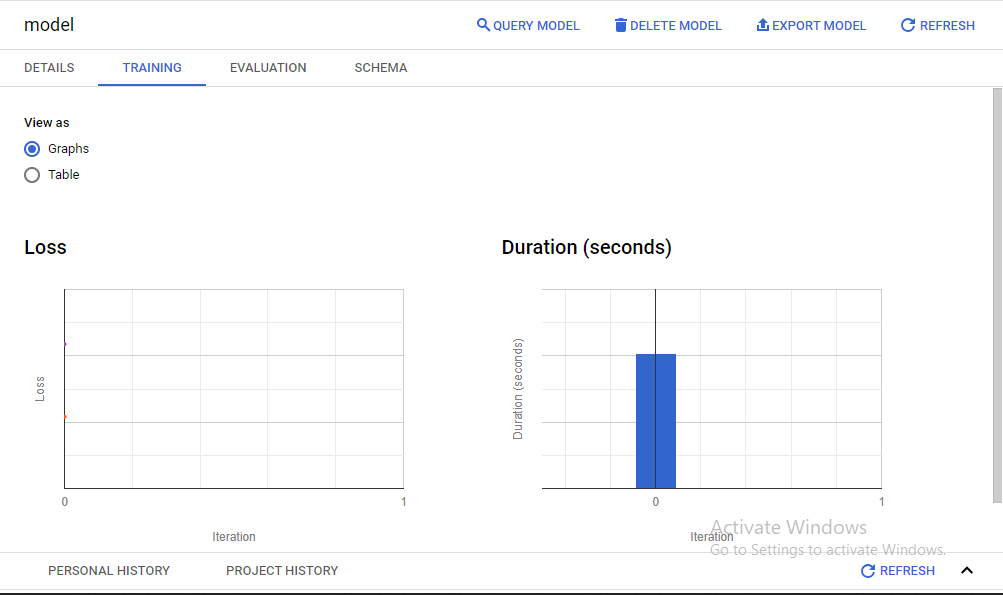 model
QUERY MODEL
DELETE MODEL
EXPORT MODEL
REFRESH
DETAILS
TRAINING
EVALUATION
SCHEMA
View as
Graphs
Table
Loss
Loss
0
1
Iteration
Duration (seconds)
Duration (seconds)
0
1
Iteration
Activate Windows
Go to Settings to activate Windows.
PERSONAL HISTORY
PROJECT HISTORY
REFRESH